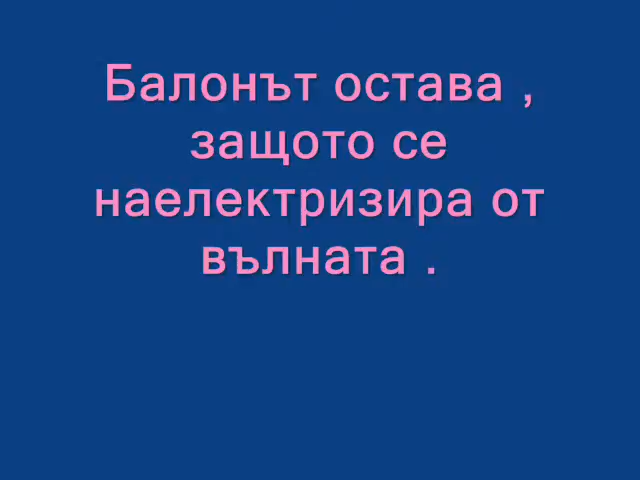 Балонът остава ,
защото се
наелектризира от
вълната .